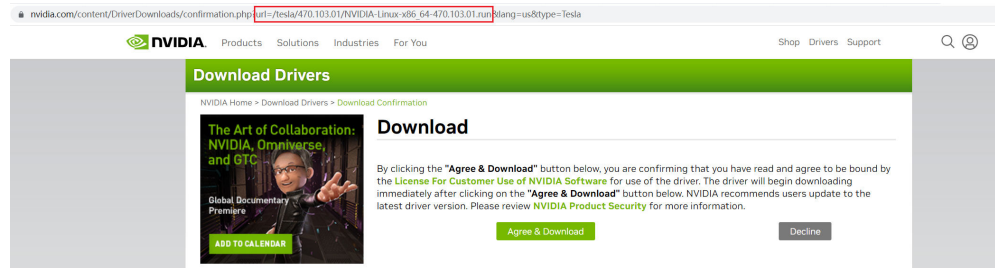 nvidia.com/content/DriverDownloads/confirmation.php?url=/tesla/470.103.01/NVIDIA-Linux-x86_64-470.103.01.run&lang=us&type=Tesla
NVIDIA. Products Solutions Industries For You Shop Drivers Support
Download Drivers
NVIDIA Home > Download Drivers > Download Confirmation
The Art of Collaboration:
NVIDIA, Omniverse,
and GTC
Global Documentary
Premiere
ADD TO CALENDAR
Download
By clicking the "Agree & Download" button below, you are confirming that you have read and agree to be bound by
the License For Customer Use of NVIDIA Software for use of the driver. The driver will begin downloading
immediately after clicking on the "Agree & Download" button below. NVIDIA recommends users update to the
latest driver version. Please review NVIDIA Product Security for more information.
Agree & Download Decline